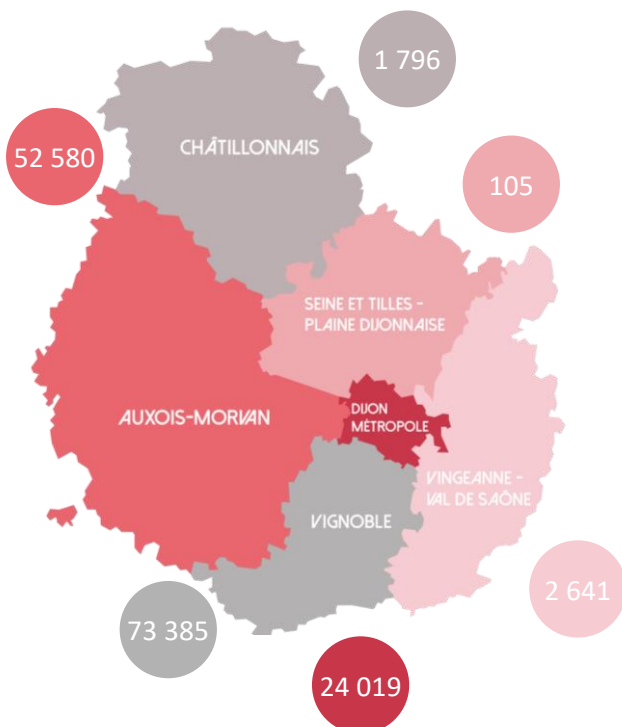 1 796
52 580
CHÂTILLONNAIS
105
SEINE ET TILLES -
PLAINE DIJONNAISE
AUXOIS-MORVAN
DIJON
MÉTROPOLE
VINGEANNE -
VAL DE SAÔNE
VIGNOBLE
2 641
73 385
24 019